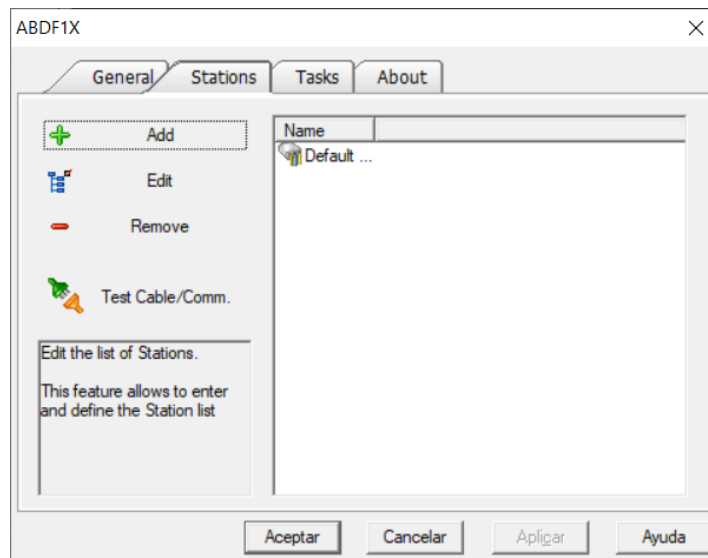 ABDF1X
General Stations Tasks About
Add
Edit
Remove
Test Cable/Comm.
Edit the list of Stations.
This feature allows to enter
and define the Station list
Name
Default ...
Aceptar Cancelar Aplicar Ayuda